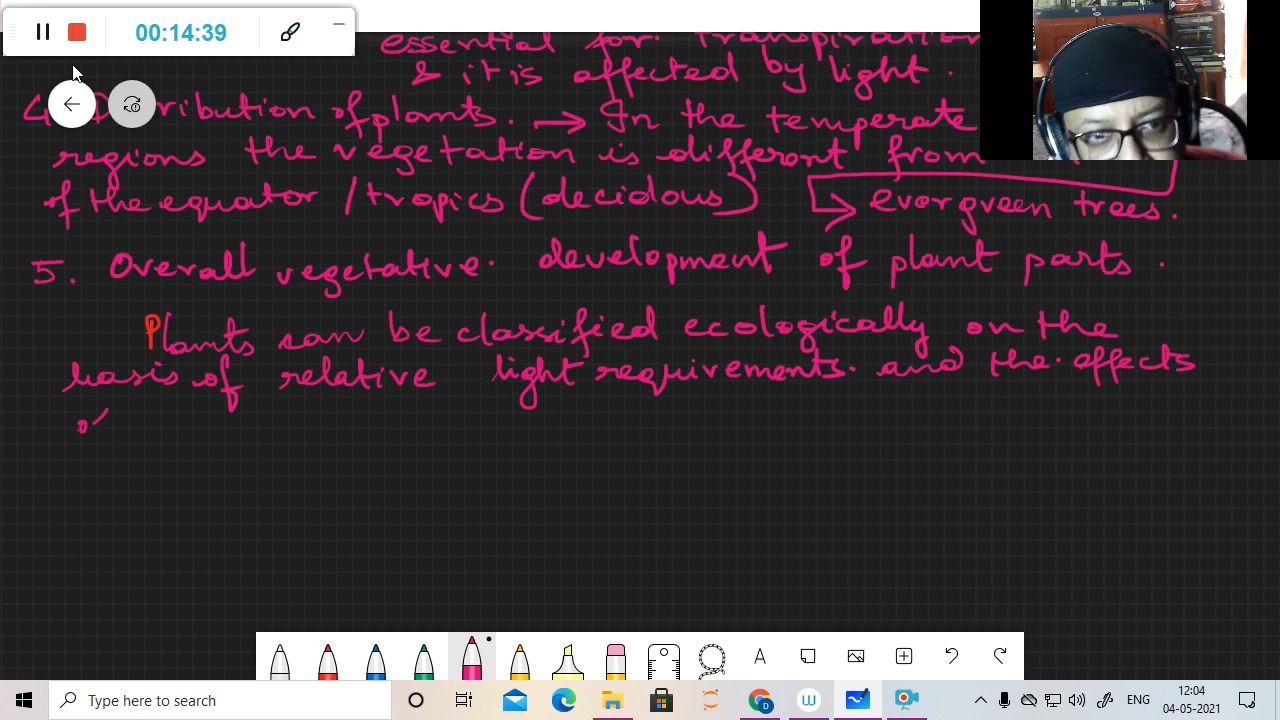 00:14:39
essential for transpiration
& it is affected by light.
4. D ribution of plants. → In the temperate
regions the vegetation is different from
of the equator / tropics (decidous)
→ evergreen trees.
5. Overall vegetative. development of plant parts.
Plants can be classified ecologically on the
basis of relative light requirements. and the effects
Type here to search
ENG
12:04
04-05-2021